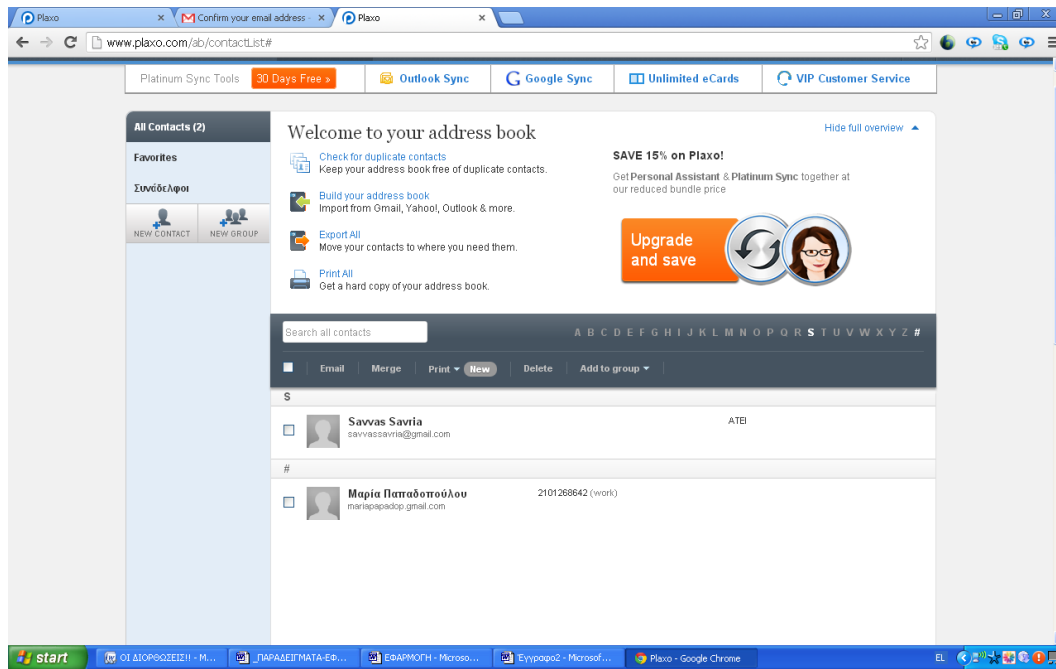 Plaxo
Confirm your email address -
Plaxo
www.plaxo.com/ab/contactList#
Platinum Sync Tools 30 Days Free » Outlook Sync Google Sync Unlimited eCards VIP Customer Service
All Contacts (2)
Favorites
Συνάδελφοι
NEW CONTACT NEW GROUP
Welcome to your address book
Hide full overview
Check for duplicate contacts
Keep your address book free of duplicate contacts.
Build your address book
Import from Gmail, Yahoo!, Outlook & more.
Export All
Move your contacts to where you need them.
Print All
Get a hard copy of your address book.
SAVE 15% on Plaxo!
Get Personal Assistant & Platinum Sync together at
our reduced bundle price
Upgrade
and save
Search all contacts
A B C D E F G H I J K L M N O P Q R S T U V W X Y Z #
Email Merge Print New Delete Add to group
S
Savvas Savria ATEI
savvassavria@gmail.com
#
Μαρία Παπαδοπούλου 2101268642 (work)
mariapapadop.gmail.com
start ΟΙ ΔΙΟΡΘΩΣΕΙΣ!! - M... _ΠΑΡΑΔΕΙΓΜΑΤΑ-ΕΦ... ΕΦΑΡΜΟΓΗ - Microso... Έγγραφο2 - Microsof... Plaxo - Google Chrome EL